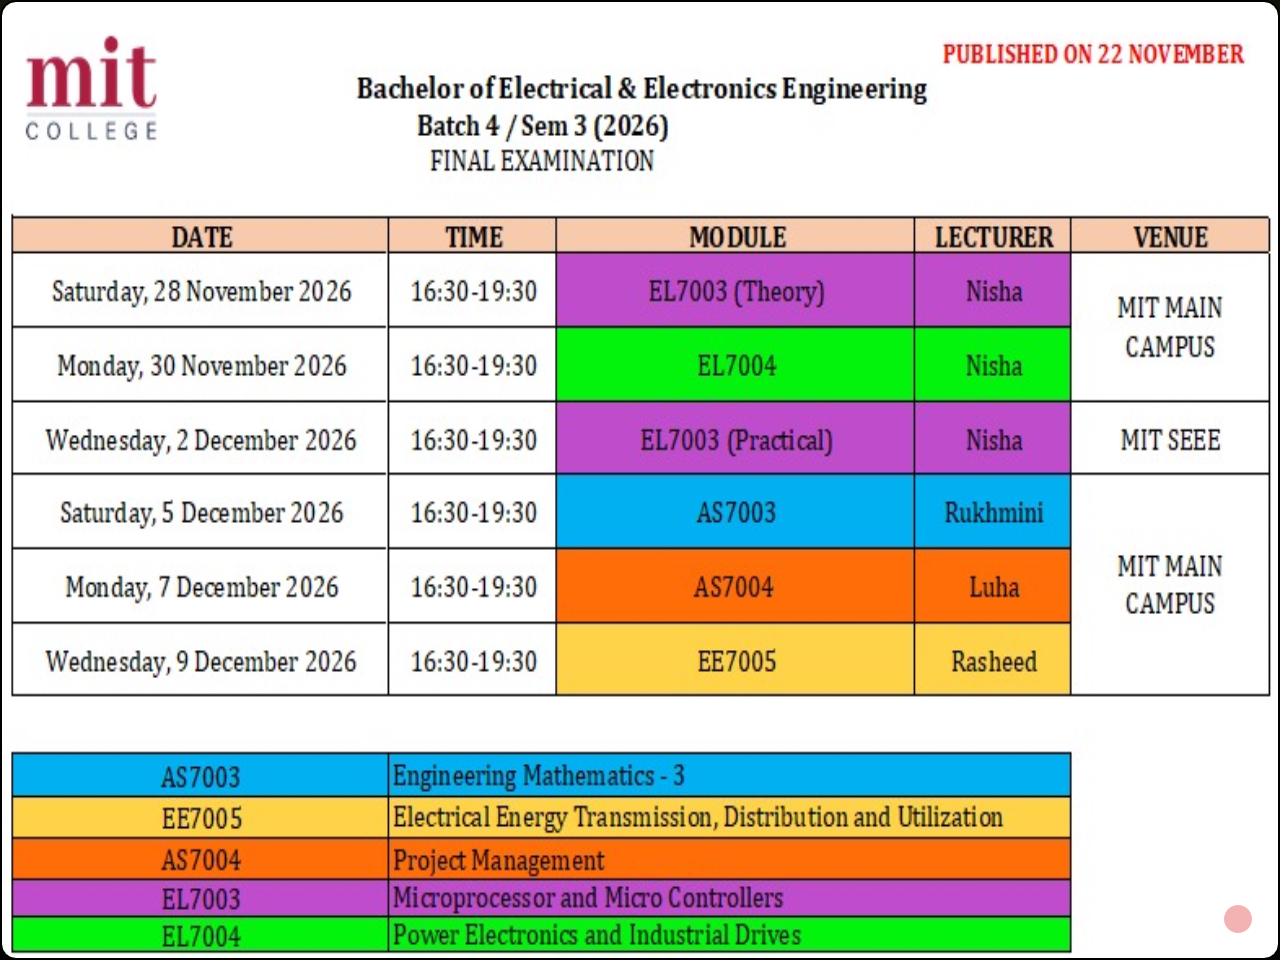 mit
COLLEGE
PUBLISHED ON 22 NOVEMBER
Bachelor of Electrical & Electronics Engineering
Batch 4 / Sem 3 (2026)
FINAL EXAMINATION
DATE TIME MODULE LECTURER VENUE
Saturday, 28 November 2026 16:30-19:30 EL7003 (Theory) Nisha
MIT MAIN
CAMPUS
Monday, 30 November 2026 16:30-19:30 EL7004 Nisha
Wednesday, 2 December 2026 16:30-19:30 EL7003 (Practical) Nisha MIT SEEE
Saturday, 5 December 2026 16:30-19:30 AS7003 Rukhmini
Monday, 7 December 2026 16:30-19:30 AS7004 Luha
MIT MAIN
CAMPUS
Wednesday, 9 December 2026 16:30-19:30 EE7005 Rasheed
AS7003 Engineering Mathematics - 3
EE7005 Electrical Energy Transmission, Distribution and Utilization
AS7004 Project Management
EL7003 Microprocessor and Micro Controllers
EL7004 Power Electronics and Industrial Drives